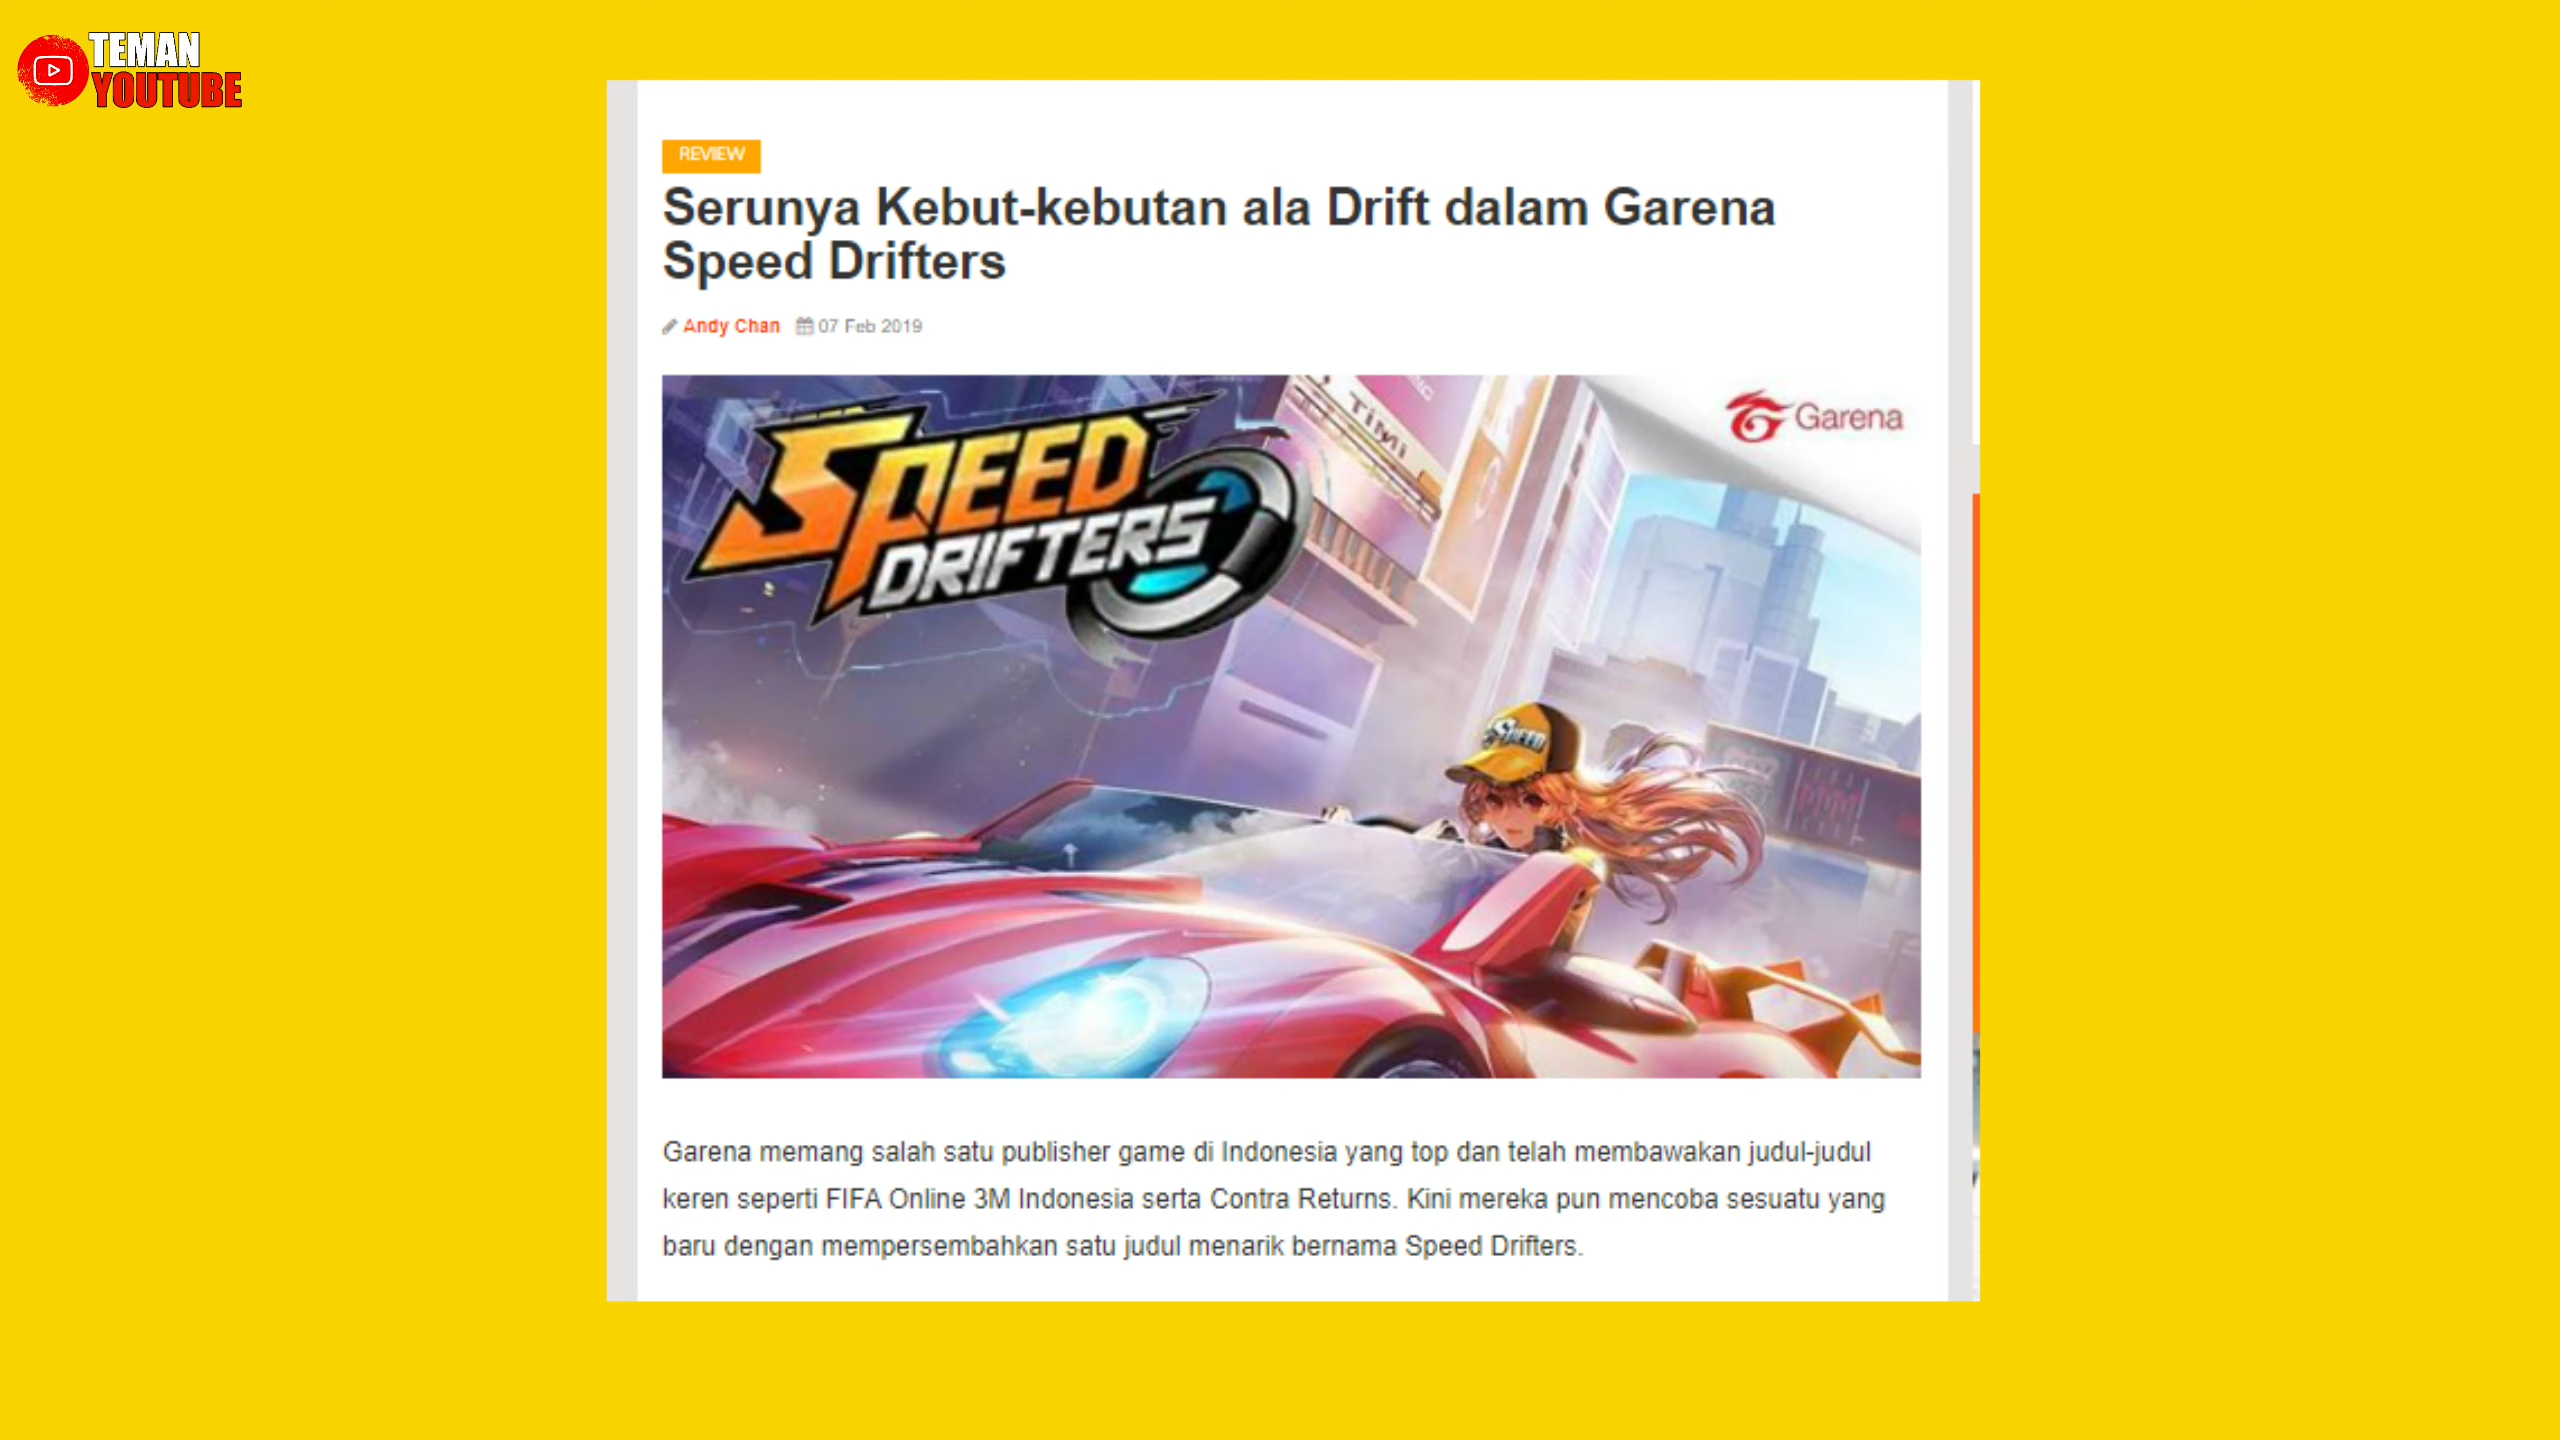 TEMAN
YOUTUBE
REVIEW
Serunya Kebut-kebutan ala Drift dalam Garena
Speed Drifters
Andy Chan 07 Feb 2019
SPEED
DRIFTERS
TiMi
Garena
SPEED
Garena memang salah satu publisher game di Indonesia yang top dan telah membawakan judul-judul
keren seperti FIFA Online 3M Indonesia serta Contra Returns. Kini mereka pun mencoba sesuatu yang
baru dengan mempersembahkan satu judul menarik bernama Speed Drifters.